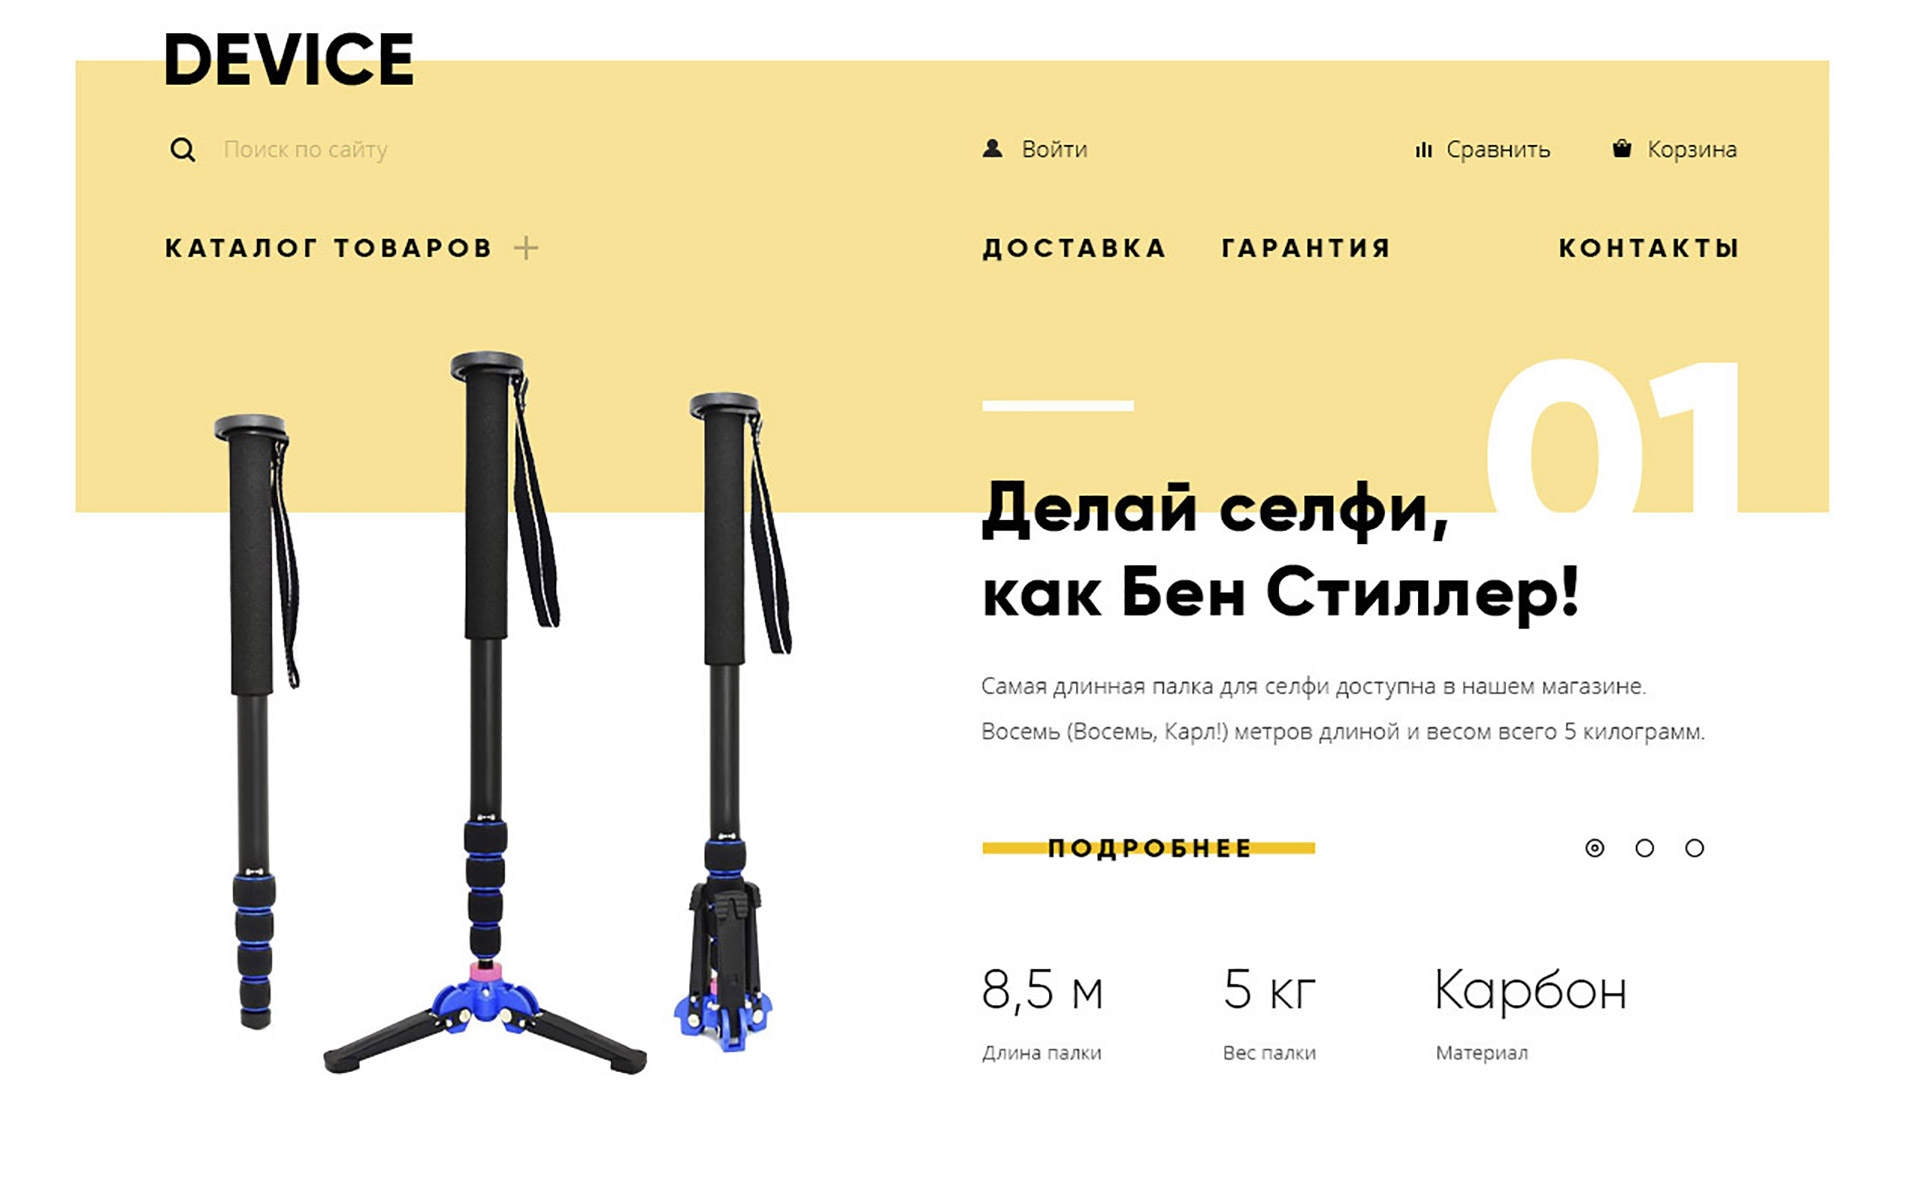 DEVICE
Поиск по сайту
Войти
Сравнить
Корзина
КАТАЛОГ ТОВАРОВ
ДОСТАВКА
ГАРАНТИЯ
КОНТАКТЫ
01
Делай селфи,
как Бен Стиллер!
Самая длинная палка для селфи доступна в нашем магазине.
Восемь (Восемь, Карл!) метров длиной и весом всего 5 килограмм.
ПОДРОБНЕЕ
8,5 м
5 кг
Карбон
Длина палки
Вес палки
Материал